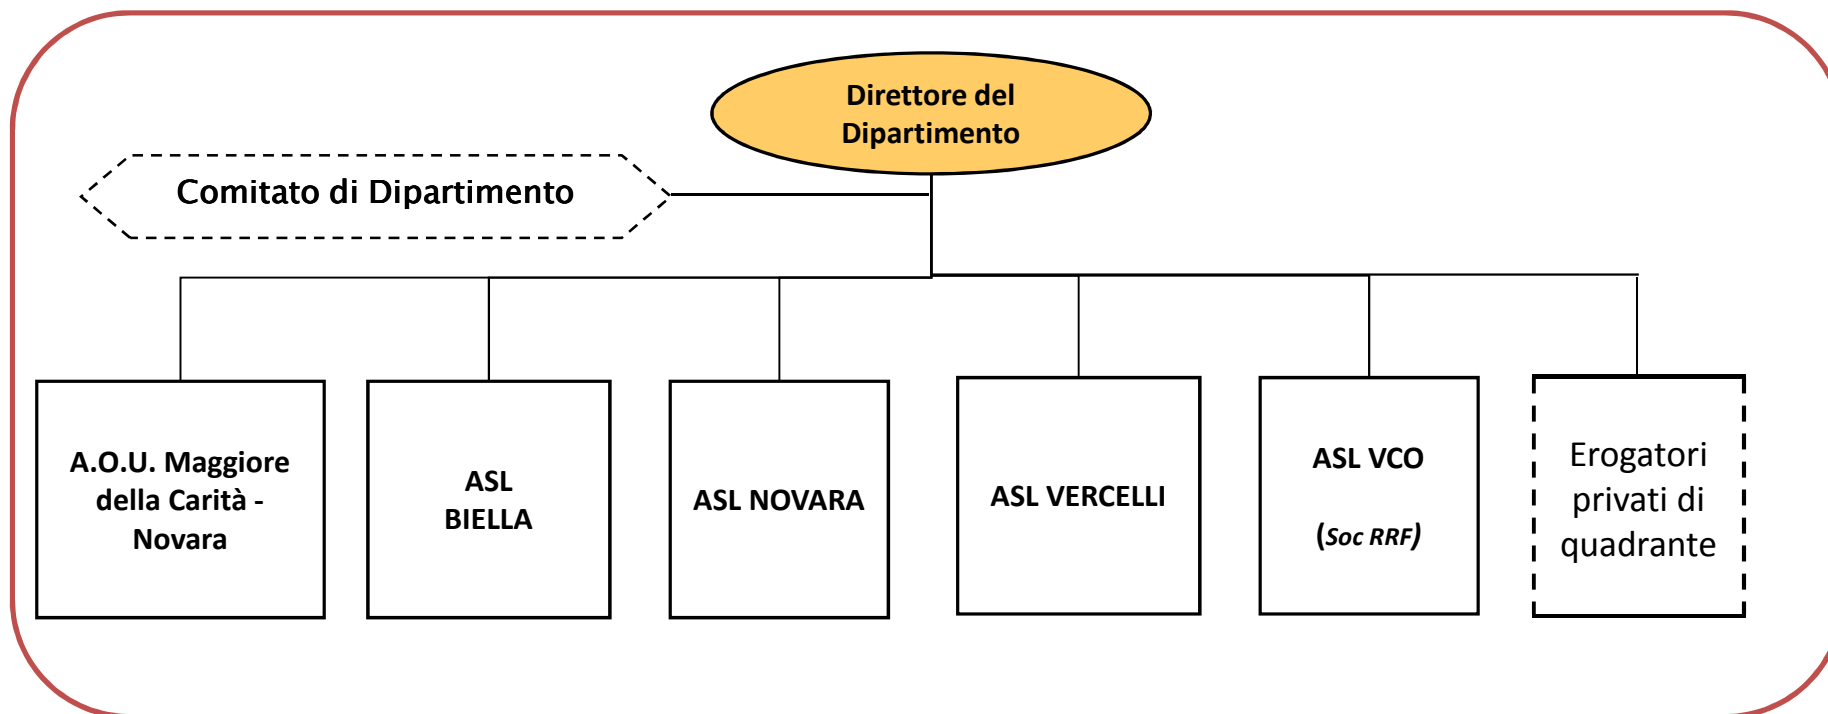 Direttore del
Dipartimento
Comitato di Dipartimento
A.O.U. Maggiore
della Carità -
Novara
ASL
BIELLA
ASL NOVARA
ASL VERCELLI
ASL VCO
(Soc RRF)
Erogatori
privati di
quadrante